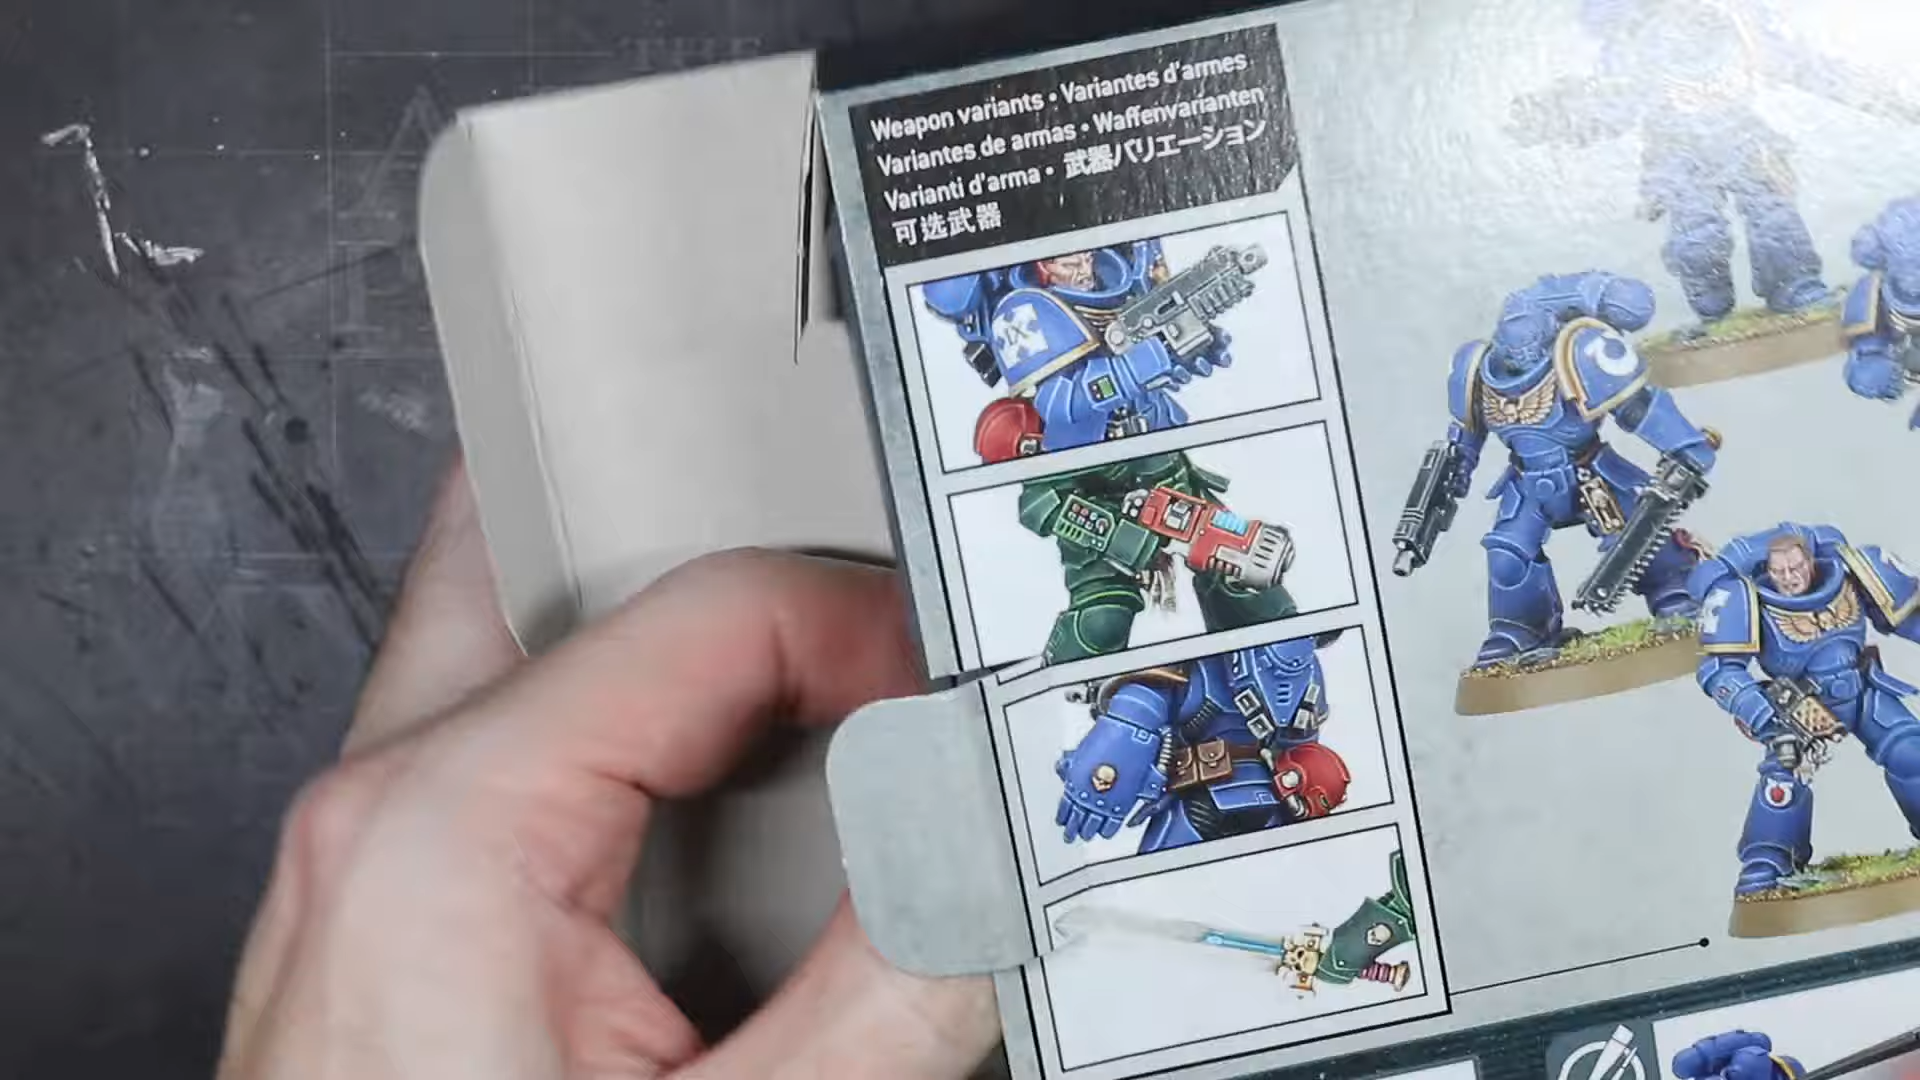 Weapon variants • Variantes d'armes
Variantes de armas • Waffenvarianten
Varianti d'arma • 武器バリエーション
可选武器
IX